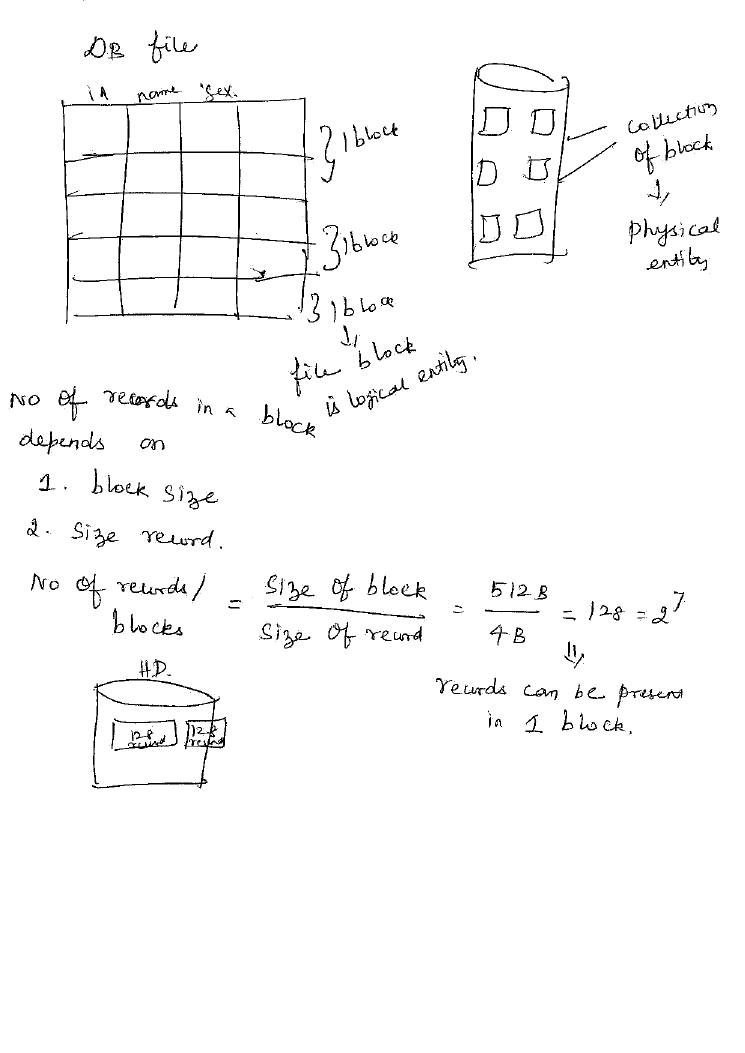 DB file
id name sex.
} 1 block
} 1 block
} 1 block
file block
is logical entity.
collection
of block
physical
entity
No of records in a block
depends on
1. block size
2. size record.
No of records/
blocks
= Size of block / Size of record = 512B / 4B = 128 = 2^7
records can be present
in 1 block.
H.D.
128 record 128 record